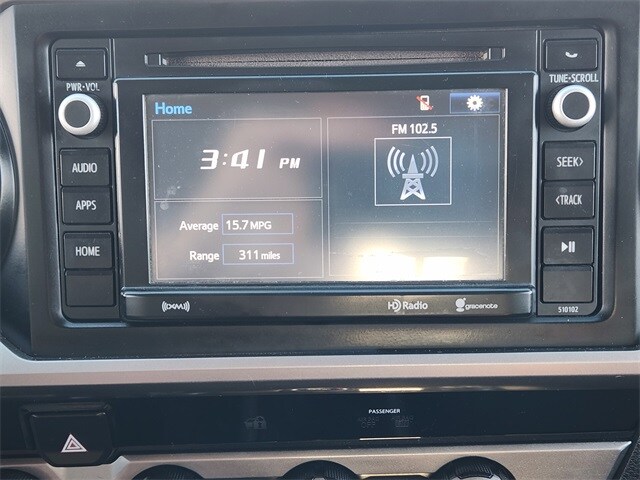 PWR•VOL
TUNE•SCROLL
Home
FM 102.5
3:41 PM
AUDIO
SEEK>
APPS
<TRACK
Average 15.7 MPG
HOME
Range 311 miles
((XM))
HD Radio
gracenote
510102
PASSENGER